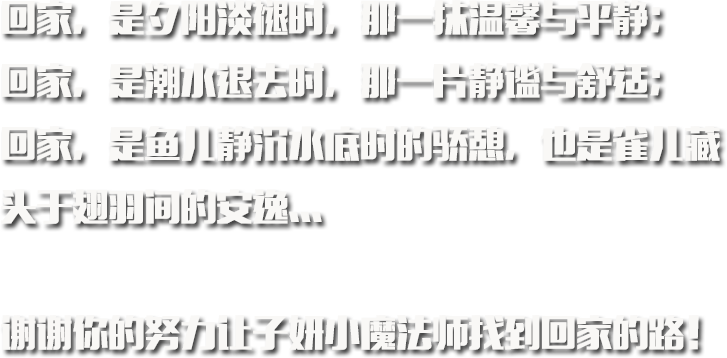 回家，是夕阳淡褪时，那一抹温馨与平静；
回家，是潮水退去时，那一片静谧与舒适；
回家，是鱼儿静沉水底时的骄憩，也是雀儿藏
头于翅羽间的安逸...
谢谢你的努力让子妍小魔法师找到回家的路！